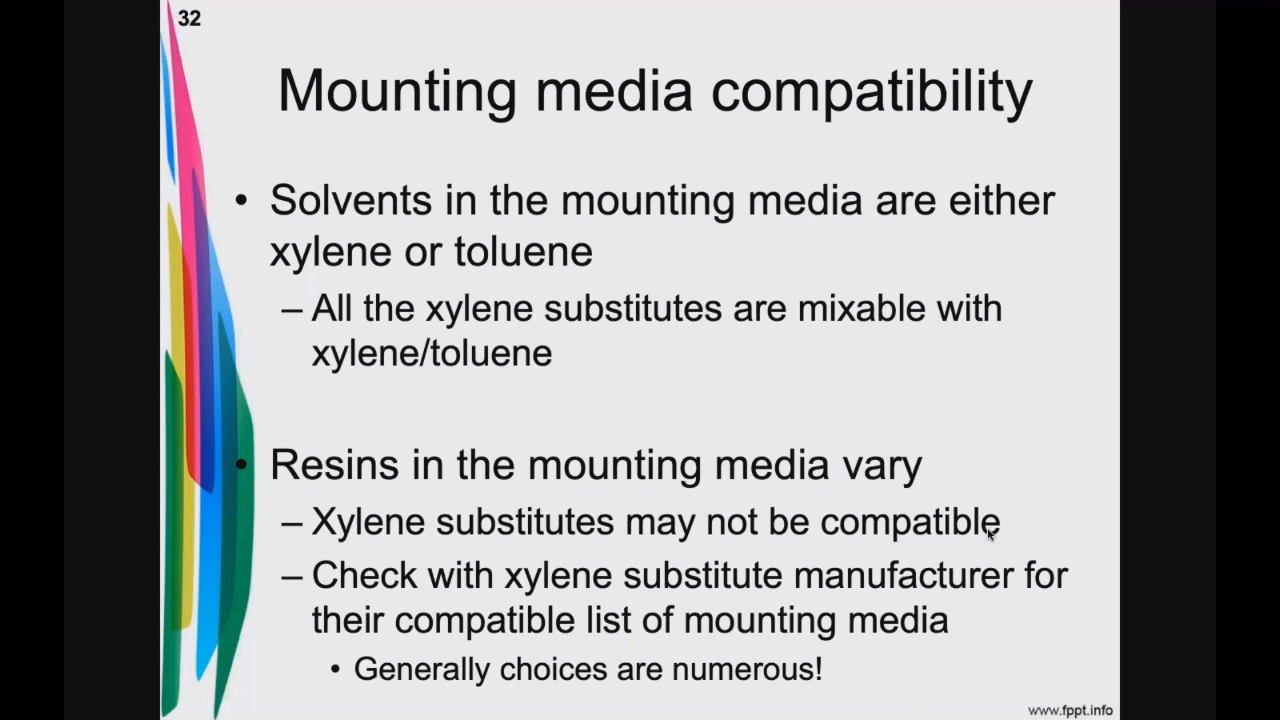 32
Mounting media compatibility
• Solvents in the mounting media are either
xylene or toluene
– All the xylene substitutes are mixable with
xylene/toluene
• Resins in the mounting media vary
– Xylene substitutes may not be compatible
– Check with xylene substitute manufacturer for
their compatible list of mounting media
• Generally choices are numerous!
www.fppt.info